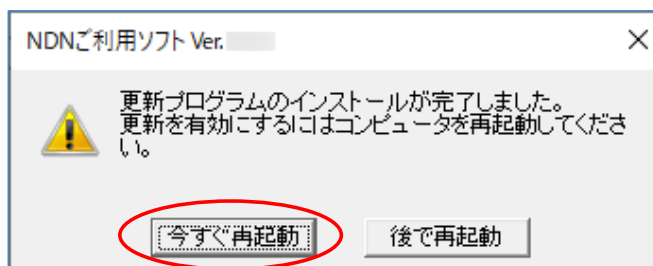 NDNご利用ソフト Ver.
更新プログラムのインストールが完了しました。
更新を有効にするにはコンピュータを再起動してくださ
い。
今すぐ再起動
後で再起動